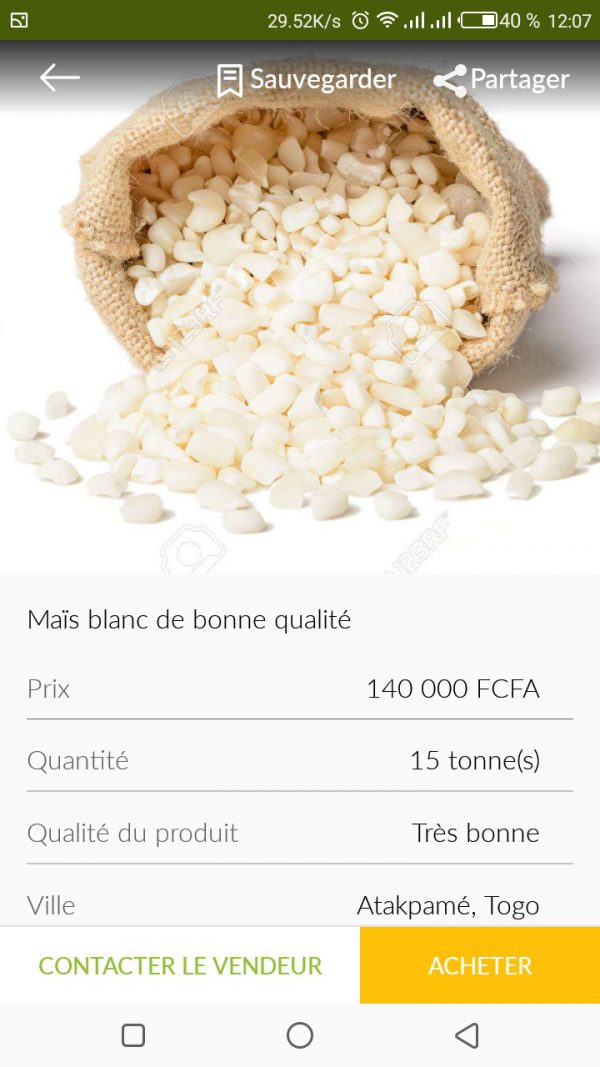 29.52K/s 40 % 12:07
Sauvegarder Partager
123RF
123RF
Maïs blanc de bonne qualité
Prix 140 000 FCFA
Quantité 15 tonne(s)
Qualité du produit Très bonne
Ville Atakpamé, Togo
CONTACTER LE VENDEUR ACHETER